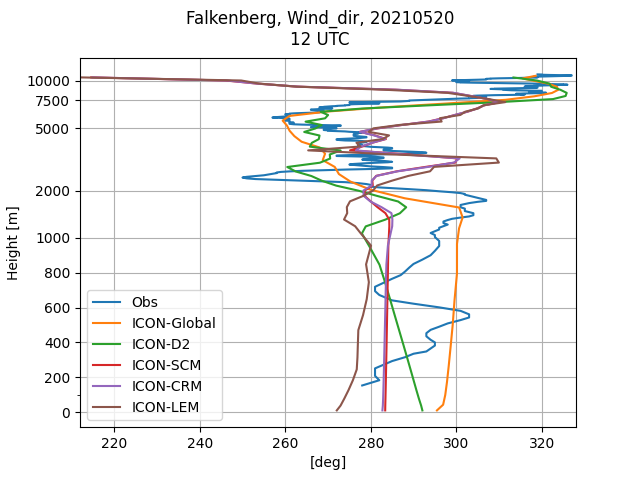 Falkenberg, Wind_dir, 20210520
12 UTC
10000
7500
5000
2000
1000
800
600
400
200
0
Height [m]
Obs
ICON-Global
ICON-D2
ICON-SCM
ICON-CRM
ICON-LEM
220 240 260 280 300 320
[deg]